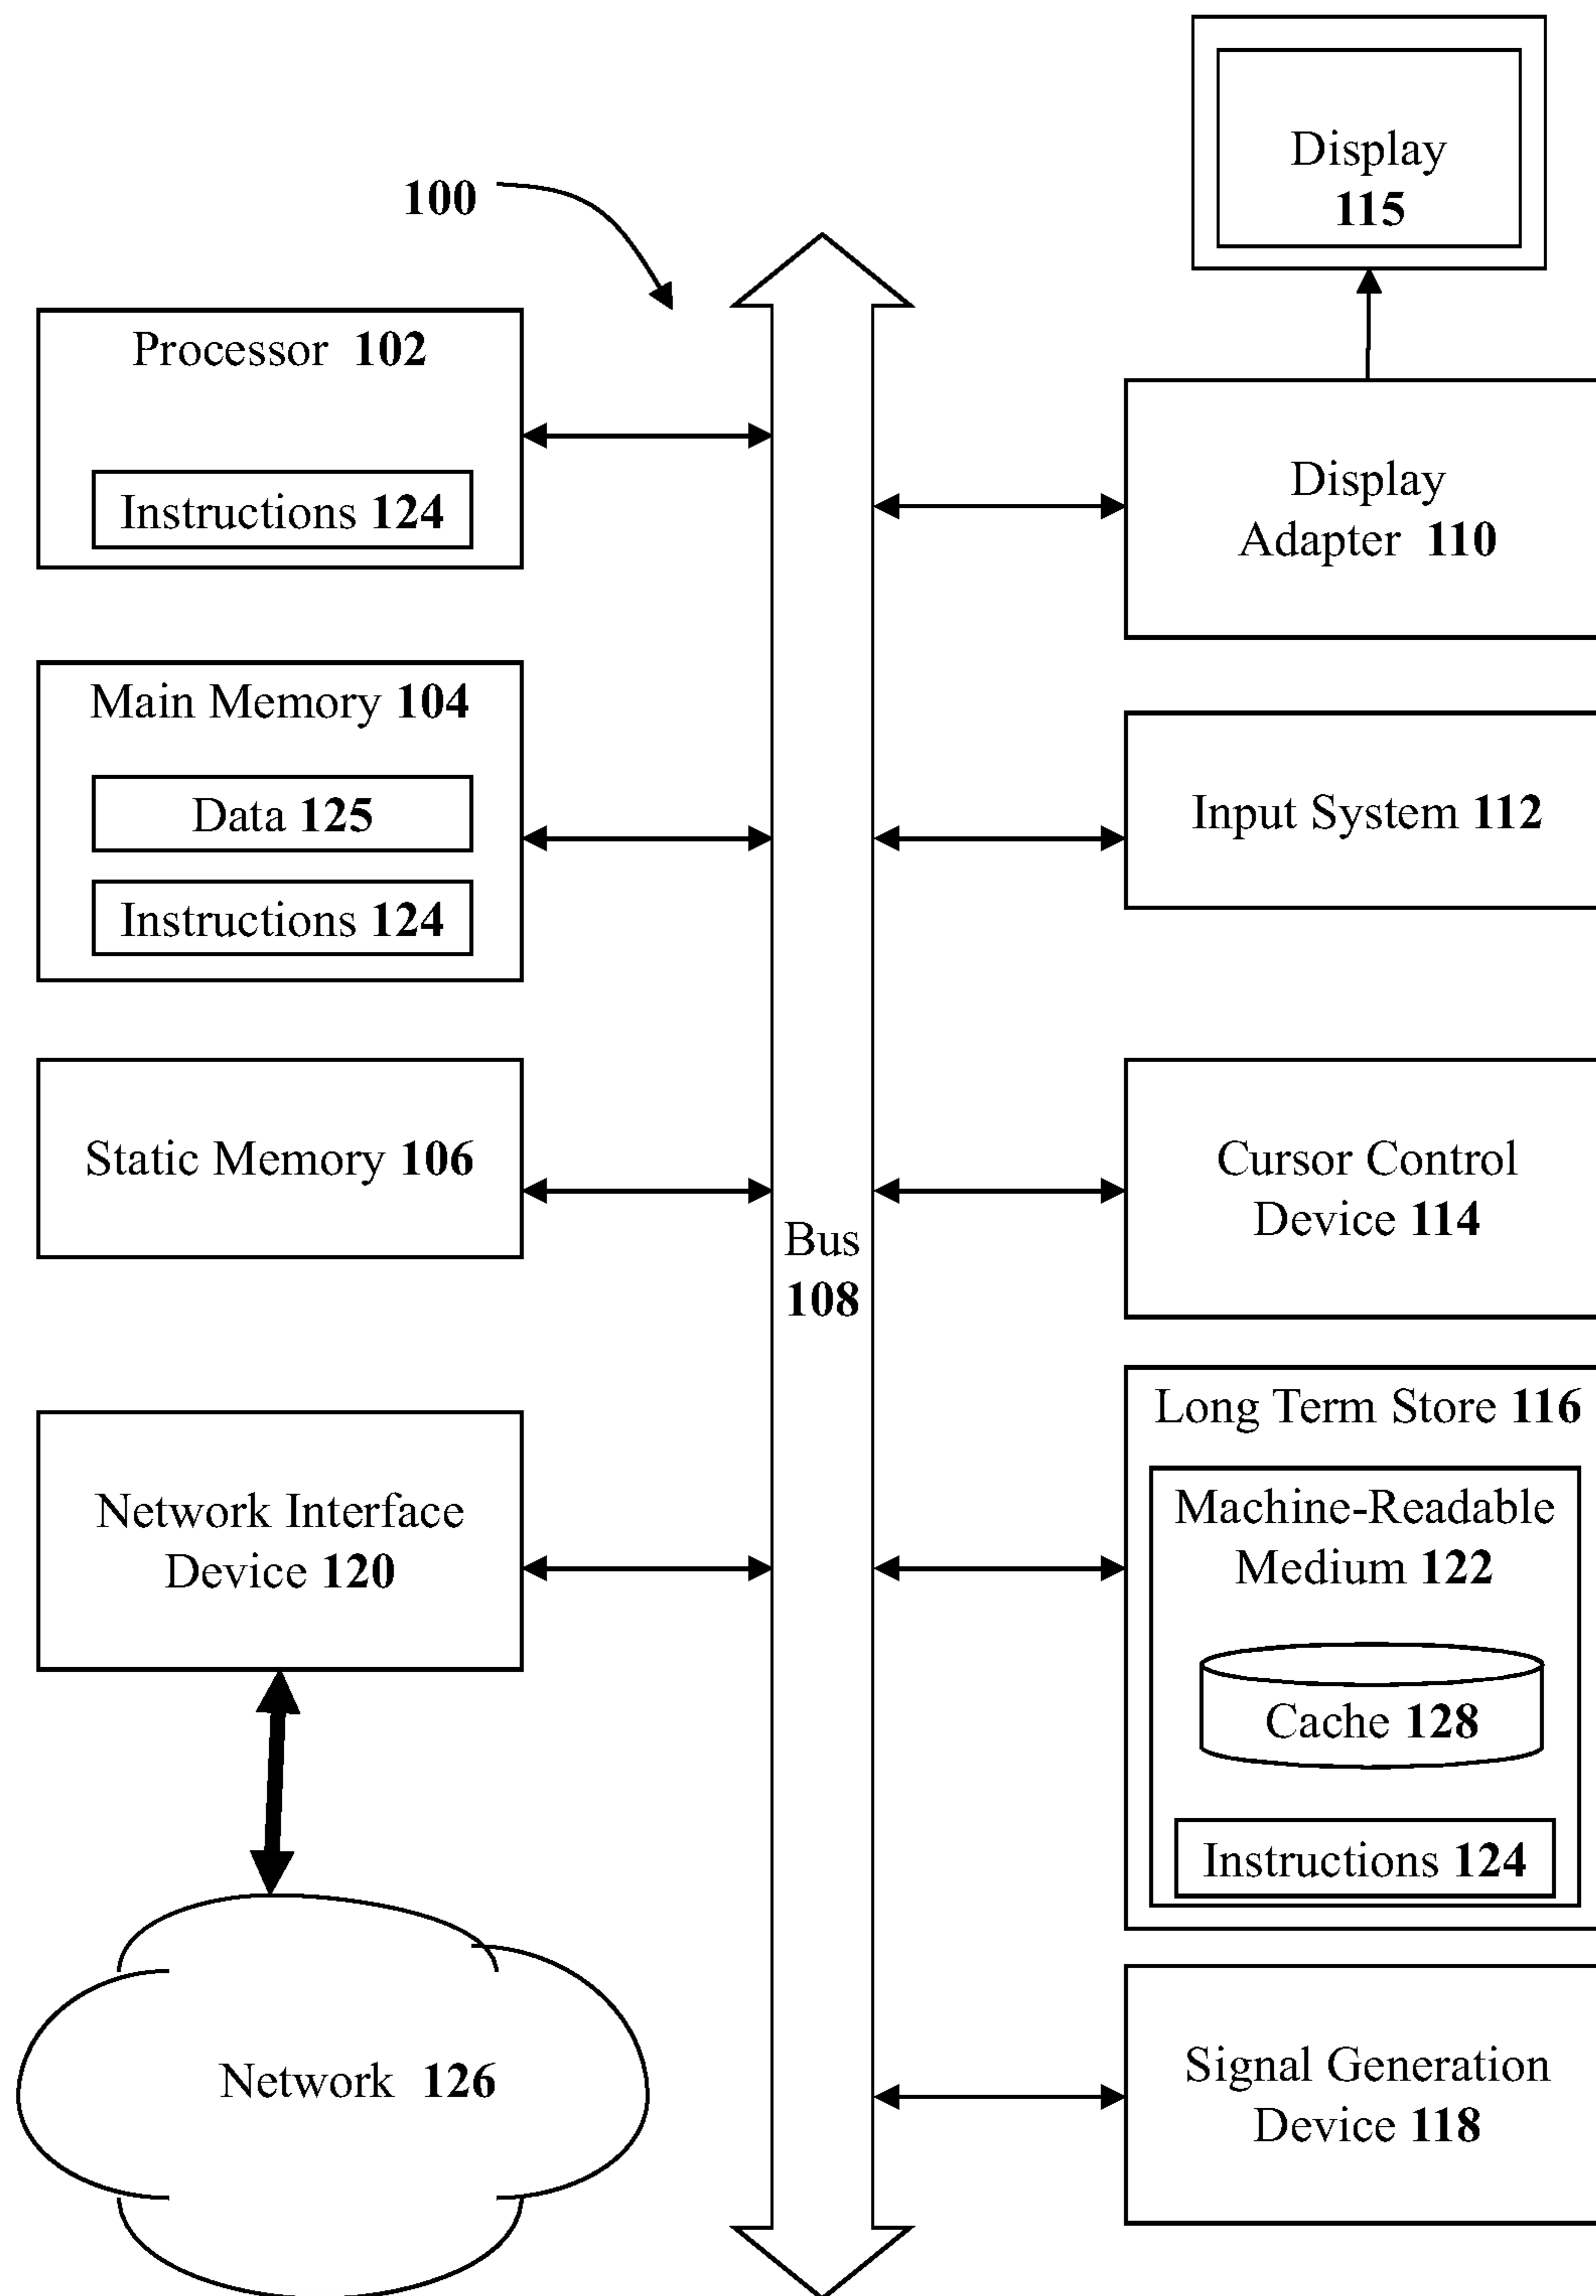 100
Display
115
Processor 102
Instructions 124
Display
Adapter 110
Main Memory 104
Data 125
Instructions 124
Input System 112
Static Memory 106
Cursor Control
Device 114
Bus
108
Network Interface
Device 120
Long Term Store 116
Machine-Readable
Medium 122
Cache 128
Instructions 124
Network 126
Signal Generation
Device 118